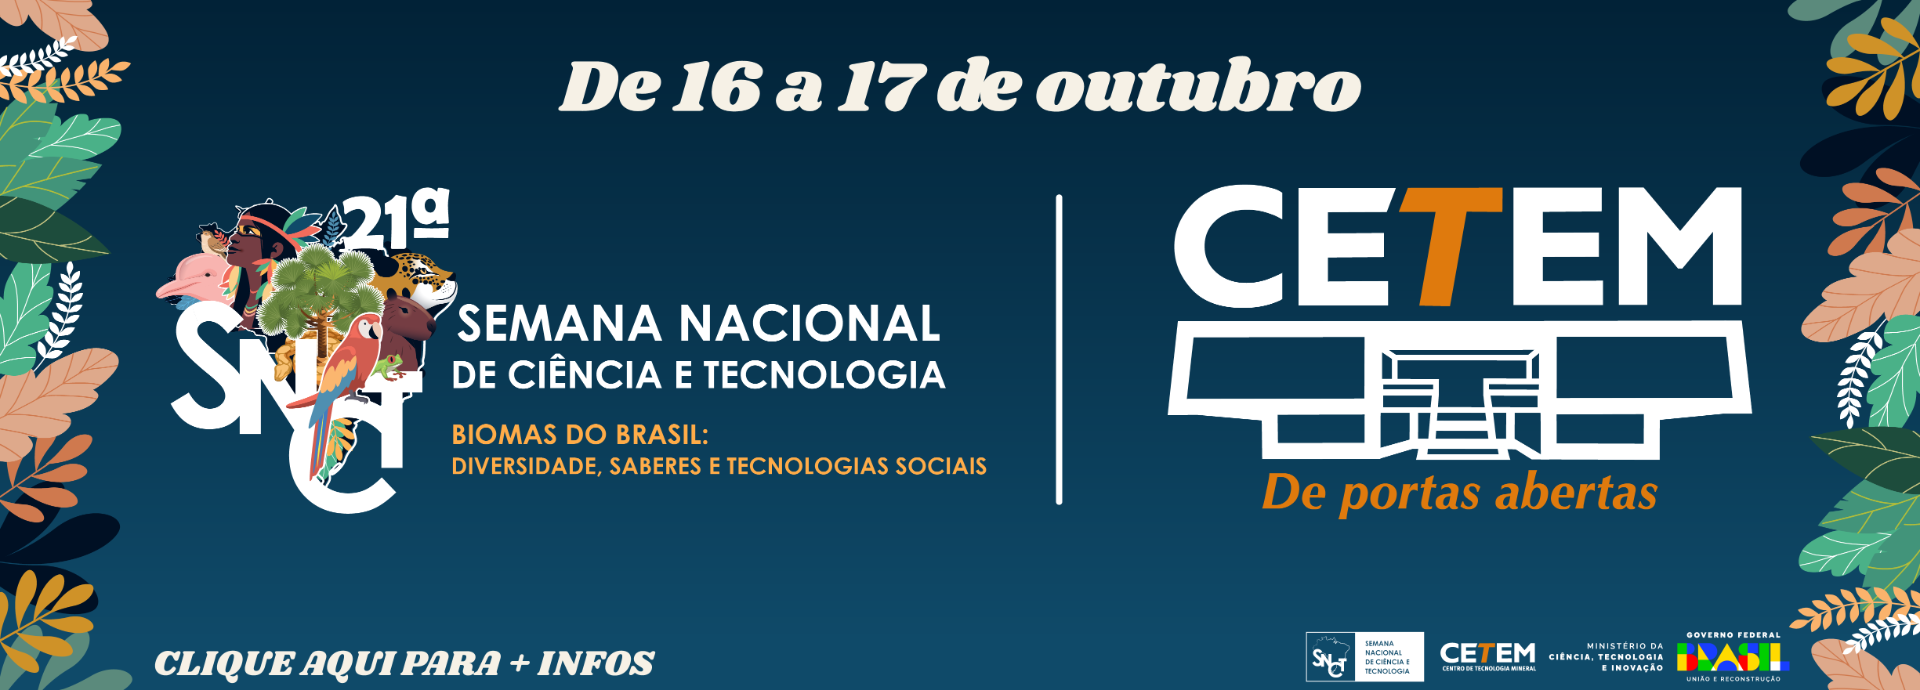 De 16 a 17 de outubro
21ª
SNCT
SEMANA NACIONAL
DE CIÊNCIA E TECNOLOGIA
BIOMAS DO BRASIL:
DIVERSIDADE, SABERES E TECNOLOGIAS SOCIAIS
CETEM
De portas abertas
CLIQUE AQUI PARA + INFOS
SNCT
SEMANA
NACIONAL
DE CIÊNCIA E
TECNOLOGIA
CETEM
CENTRO DE TECNOLOGIA MINERAL
MINISTÉRIO DA
CIÊNCIA, TECNOLOGIA
E INOVAÇÃO
GOVERNO FEDERAL
BRASIL
UNIÃO E RECONSTRUÇÃO